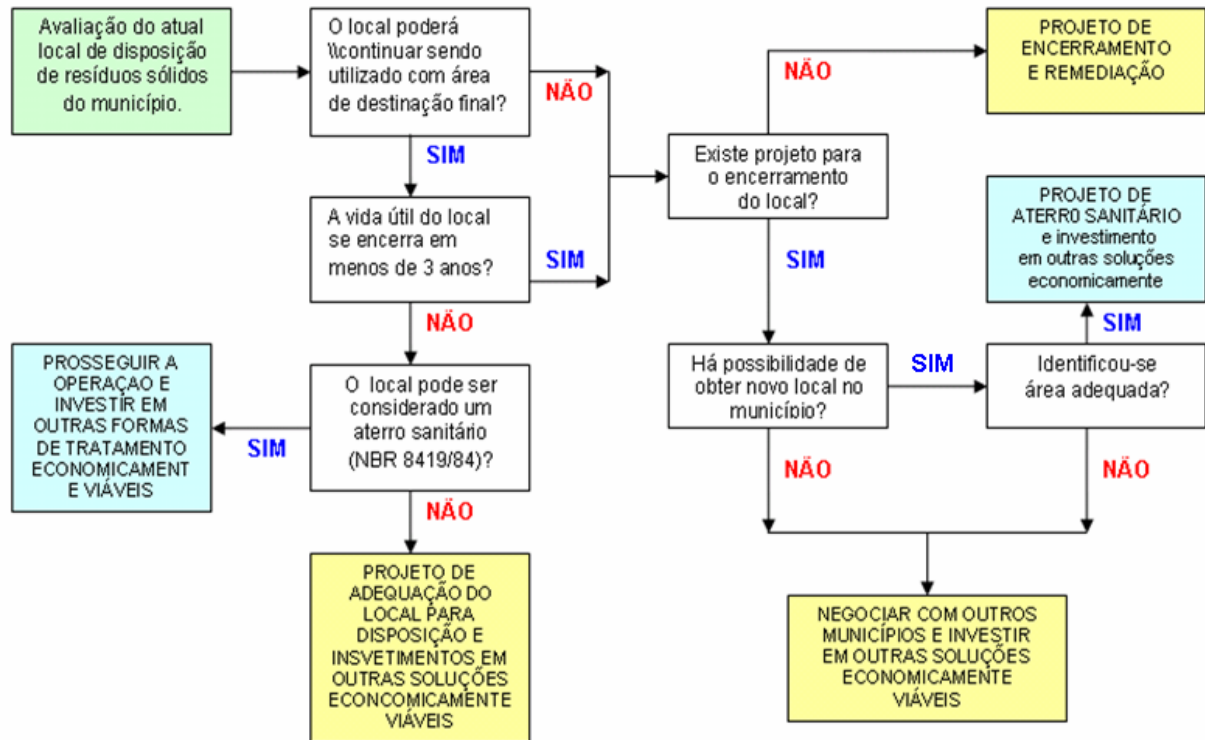 Avaliação do atual
local de disposição
de resíduos sólidos
do município.
O local poderá
\\continuar sendo
utilizado com área
de destinação final?
NÃO
SIM
A vida útil do local
se encerra em
menos de 3 anos?
SIM
NÃO
O local pode ser
considerado um
aterro sanitário
(NBR 8419/84)?
SIM
PROSSEGUIR A
OPERAÇAO E
INVESTIR EM
OUTRAS FORMAS
DE TRATAMENTO
ECONOMICAMENT
E VIÁVEIS
NÃO
PROJETO DE
ADEQUAÇÃO DO
LOCAL PARA
DISPOSIÇÃO E
INSVETIMENTOS EM
OUTRAS SOLUÇÕES
ECONCOMICAMENTE
VIÁVEIS
Existe projeto para
o encerramento
do local?
NÃO
PROJETO DE
ENCERRAMENTO
E REMEDIAÇÃO
SIM
Há possibilidade de
obter novo local no
município?
SIM
Identificou-se
área adequada?
SIM
PROJETO DE
ATERR0 SANITÁRIO
e investimento
em outras soluções
economicamente
NÃO
NÃO
NEGOCIAR COM OUTROS
MUNICÍPIOS E INVESTIR
EM OUTRAS SOLUÇÕES
ECONOMICAMENTE
VIÁVEIS